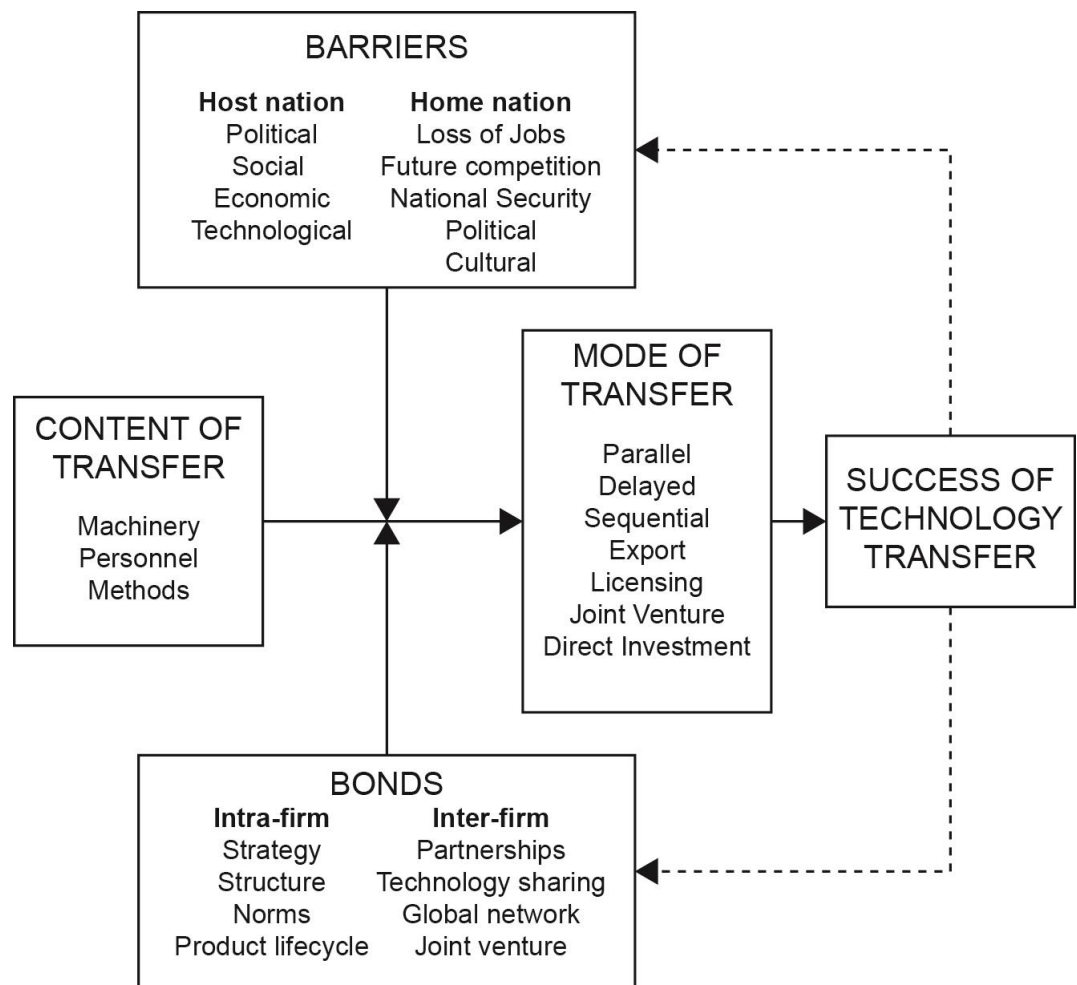 BARRIERS
Host nation
Political
Social
Economic
Technological
Home nation
Loss of Jobs
Future competition
National Security
Political
Cultural
CONTENT OF
TRANSFER
Machinery
Personnel
Methods
MODE OF
TRANSFER
Parallel
Delayed
Sequential
Export
Licensing
Joint Venture
Direct Investment
SUCCESS OF
TECHNOLOGY
TRANSFER
BONDS
Intra-firm
Strategy
Structure
Norms
Product lifecycle
Inter-firm
Partnerships
Technology sharing
Global network
Joint venture